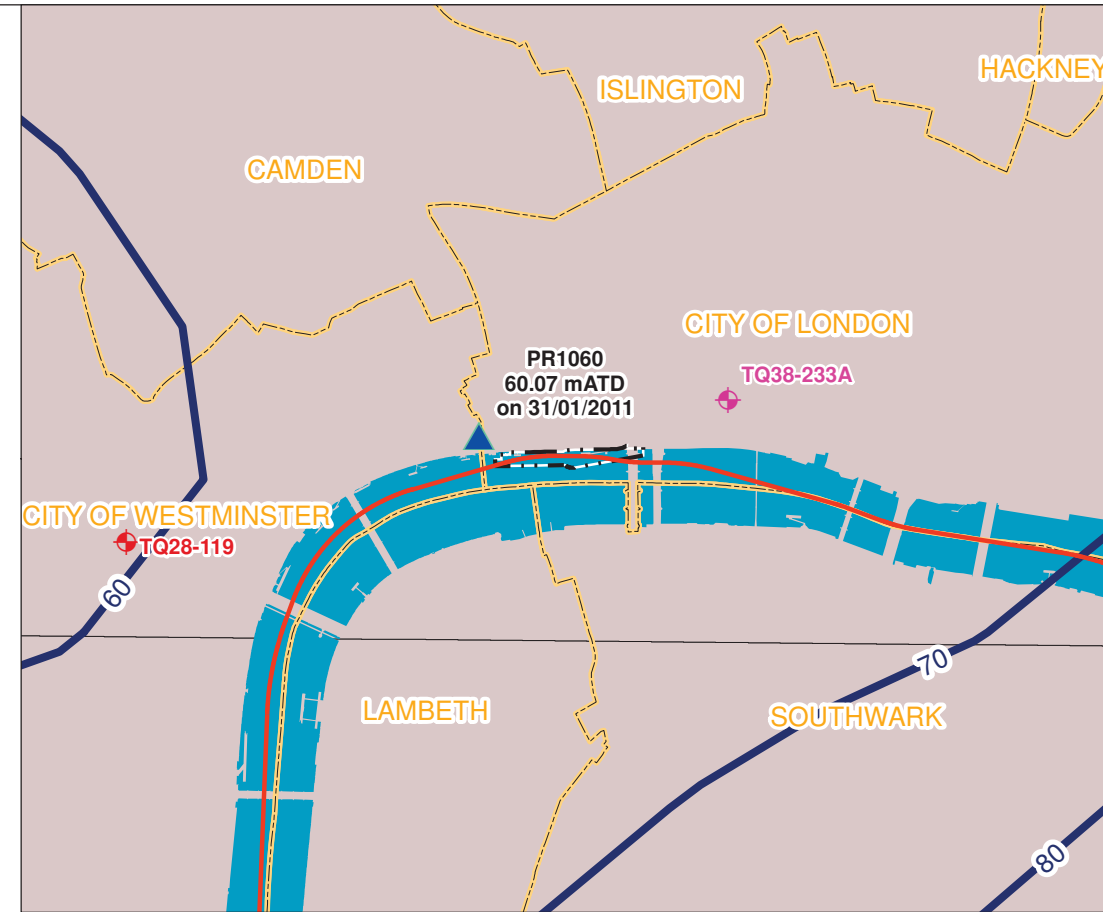 HACKNEY
ISLINGTON
CAMDEN
CITY OF LONDON
PR1060
60.07 mATD
on 31/01/2011
TQ38-233A
CITY OF WESTMINSTER
TQ28-119
60
70
LAMBETH
SOUTHWARK
80